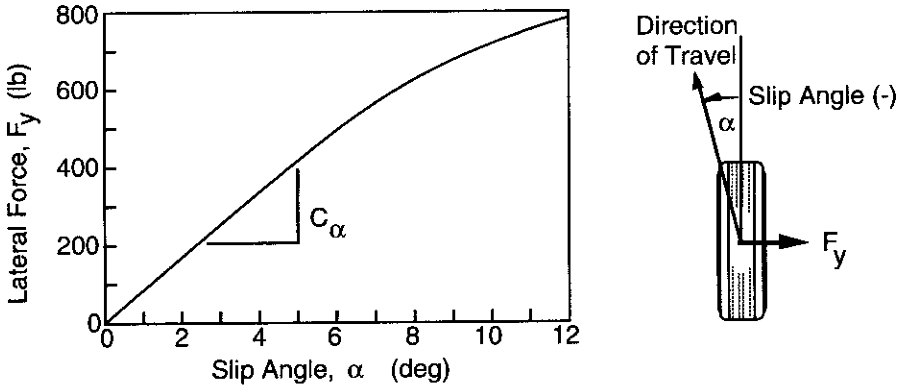 800
600
400
200
0
Lateral Force, Fy (lb)
Cα
0 2 4 6 8 10 12
Slip Angle, α (deg)
Direction
of Travel
Slip Angle (-)
α
Fy